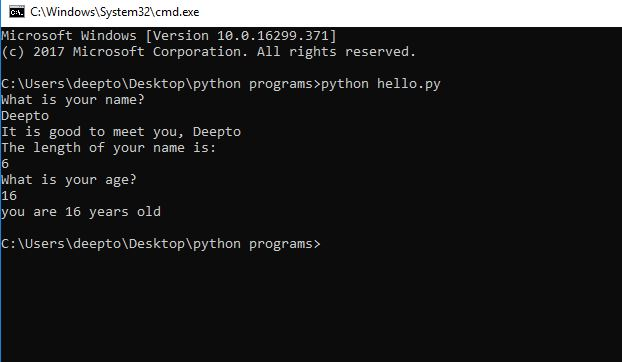 C:\Windows\System32\cmd.exe
Microsoft Windows [Version 10.0.16299.371]
(c) 2017 Microsoft Corporation. All rights reserved.
C:\Users\deepto\Desktop\python programs>python hello.py
What is your name?
Deepto
It is good to meet you, Deepto
The length of your name is:
6
What is your age?
16
you are 16 years old
C:\Users\deepto\Desktop\python programs>